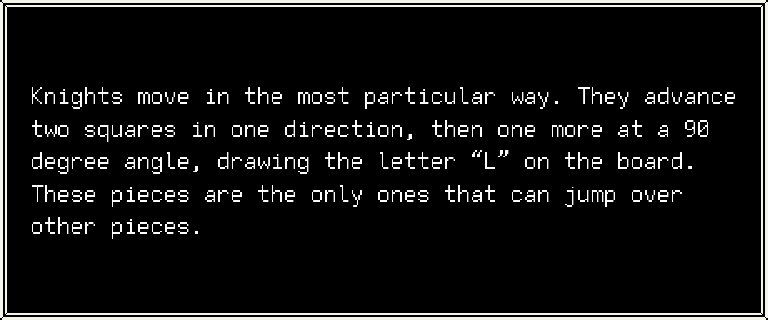 Knights move in the most particular way. They advance
two squares in one direction, then one more at a 90
degree angle, drawing the letter “L” on the board.
These pieces are the only ones that can jump over
other pieces.